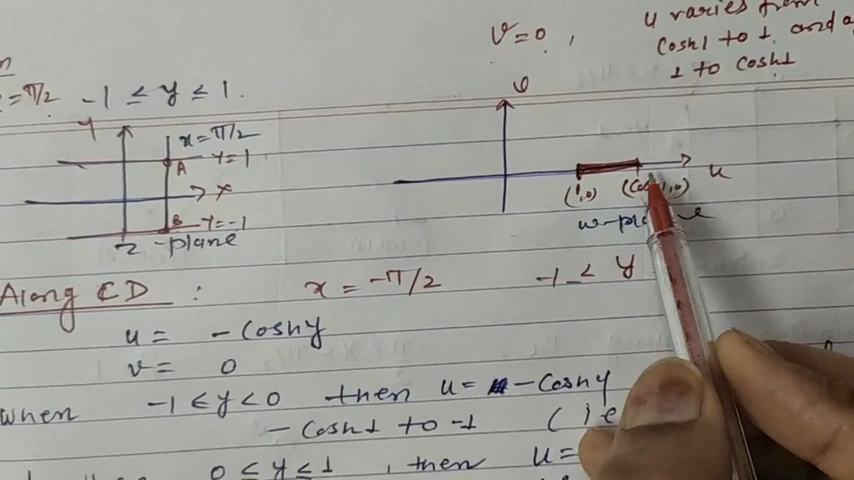 V=0, u varies from
cosh1 to 1 and
1 to cosh1
π/2 -1 ≤ y ≤ 1.
x=π/2
y=1
A
x
B
y=-1
z-plane
v
u
(1,0)
Along CD : x = -π/2 -1 ≤ y
u = -coshy
v= 0
when -1≤y<0 then u= -coshy
-cosh1 to -1 (ie
0≤y≤1 , then u=